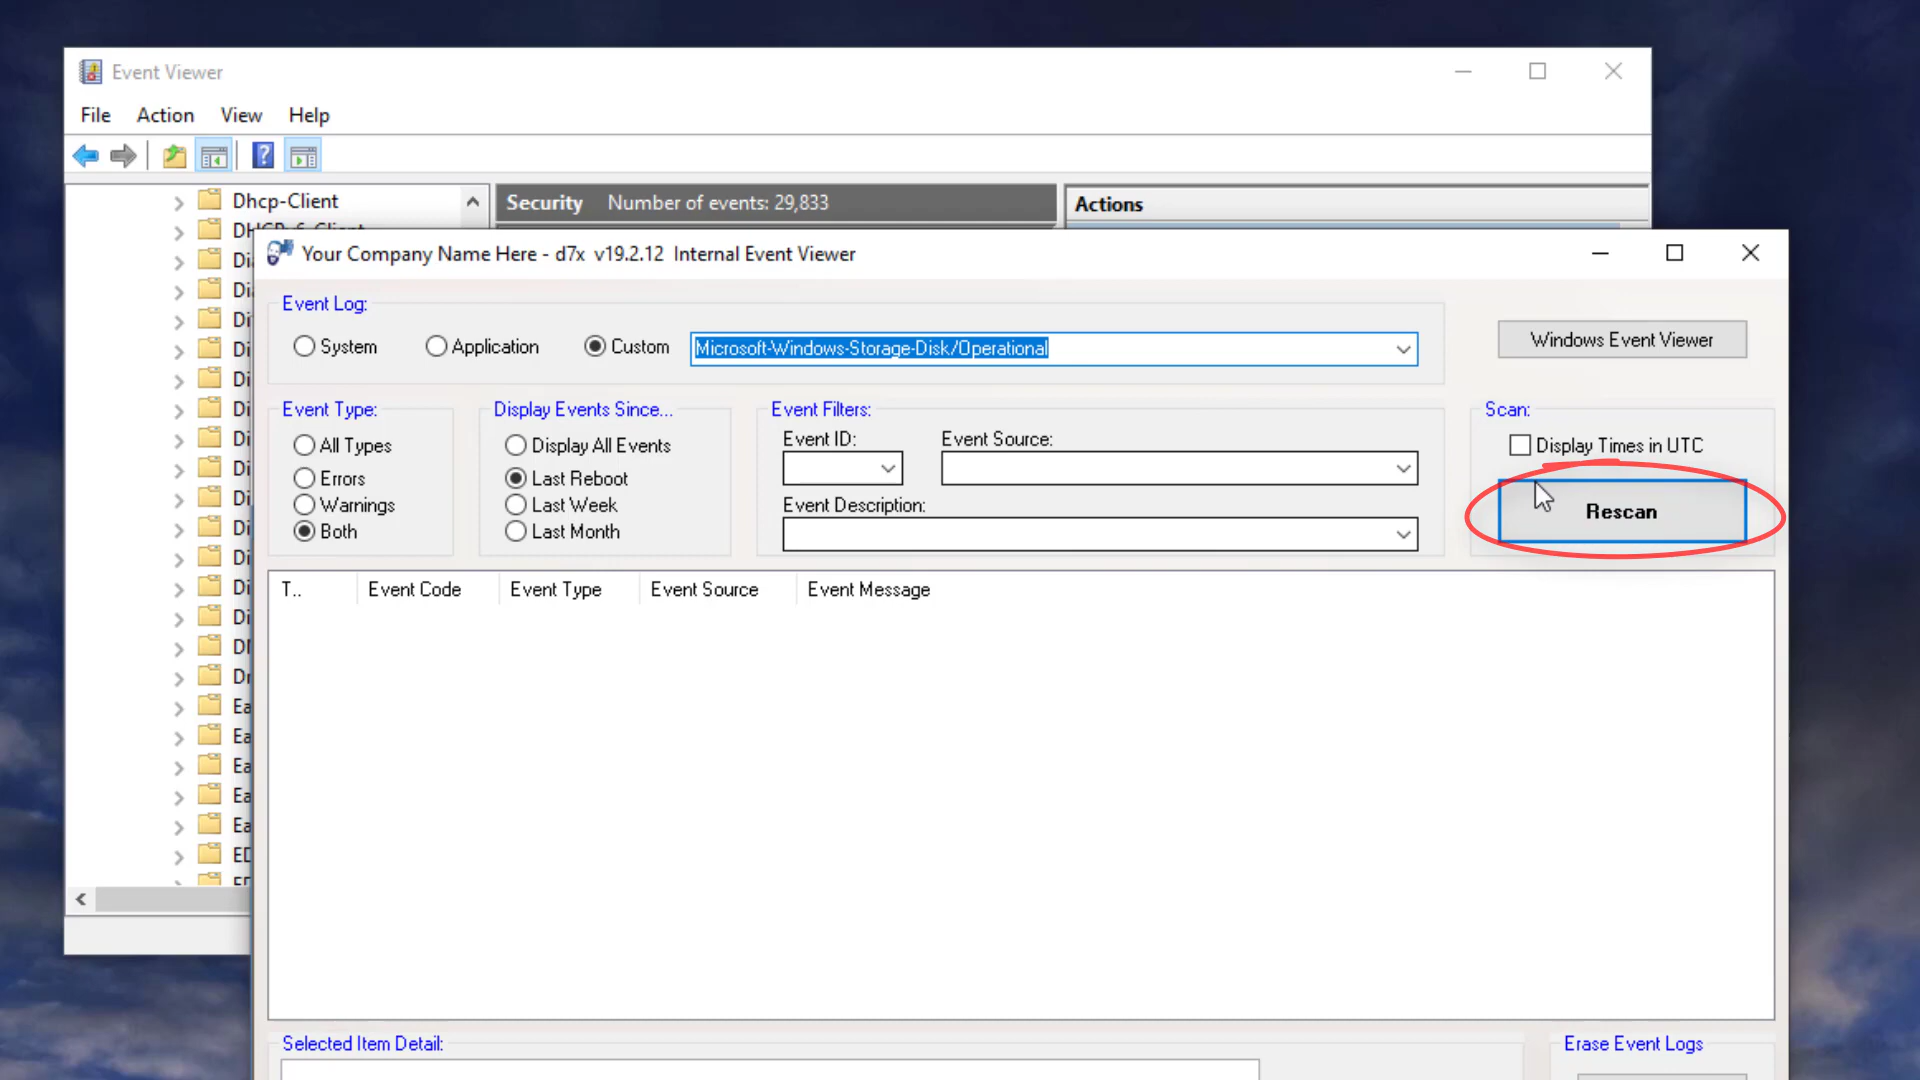 Event Viewer
File Action View Help
Dhcp-Client
Security Number of events: 29,833
Actions
Your Company Name Here - d7x v19.2.12 Internal Event Viewer
Event Log:
System Application Custom Microsoft-Windows-Storage-Disk/Operational
Windows Event Viewer
Event Type:
All Types
Errors
Warnings
Both
Display Events Since...
Display All Events
Last Reboot
Last Week
Last Month
Event Filters:
Event ID: Event Source:
Event Description:
Scan:
Display Times in UTC
Rescan
T.. Event Code Event Type Event Source Event Message
Selected Item Detail:
Erase Event Logs